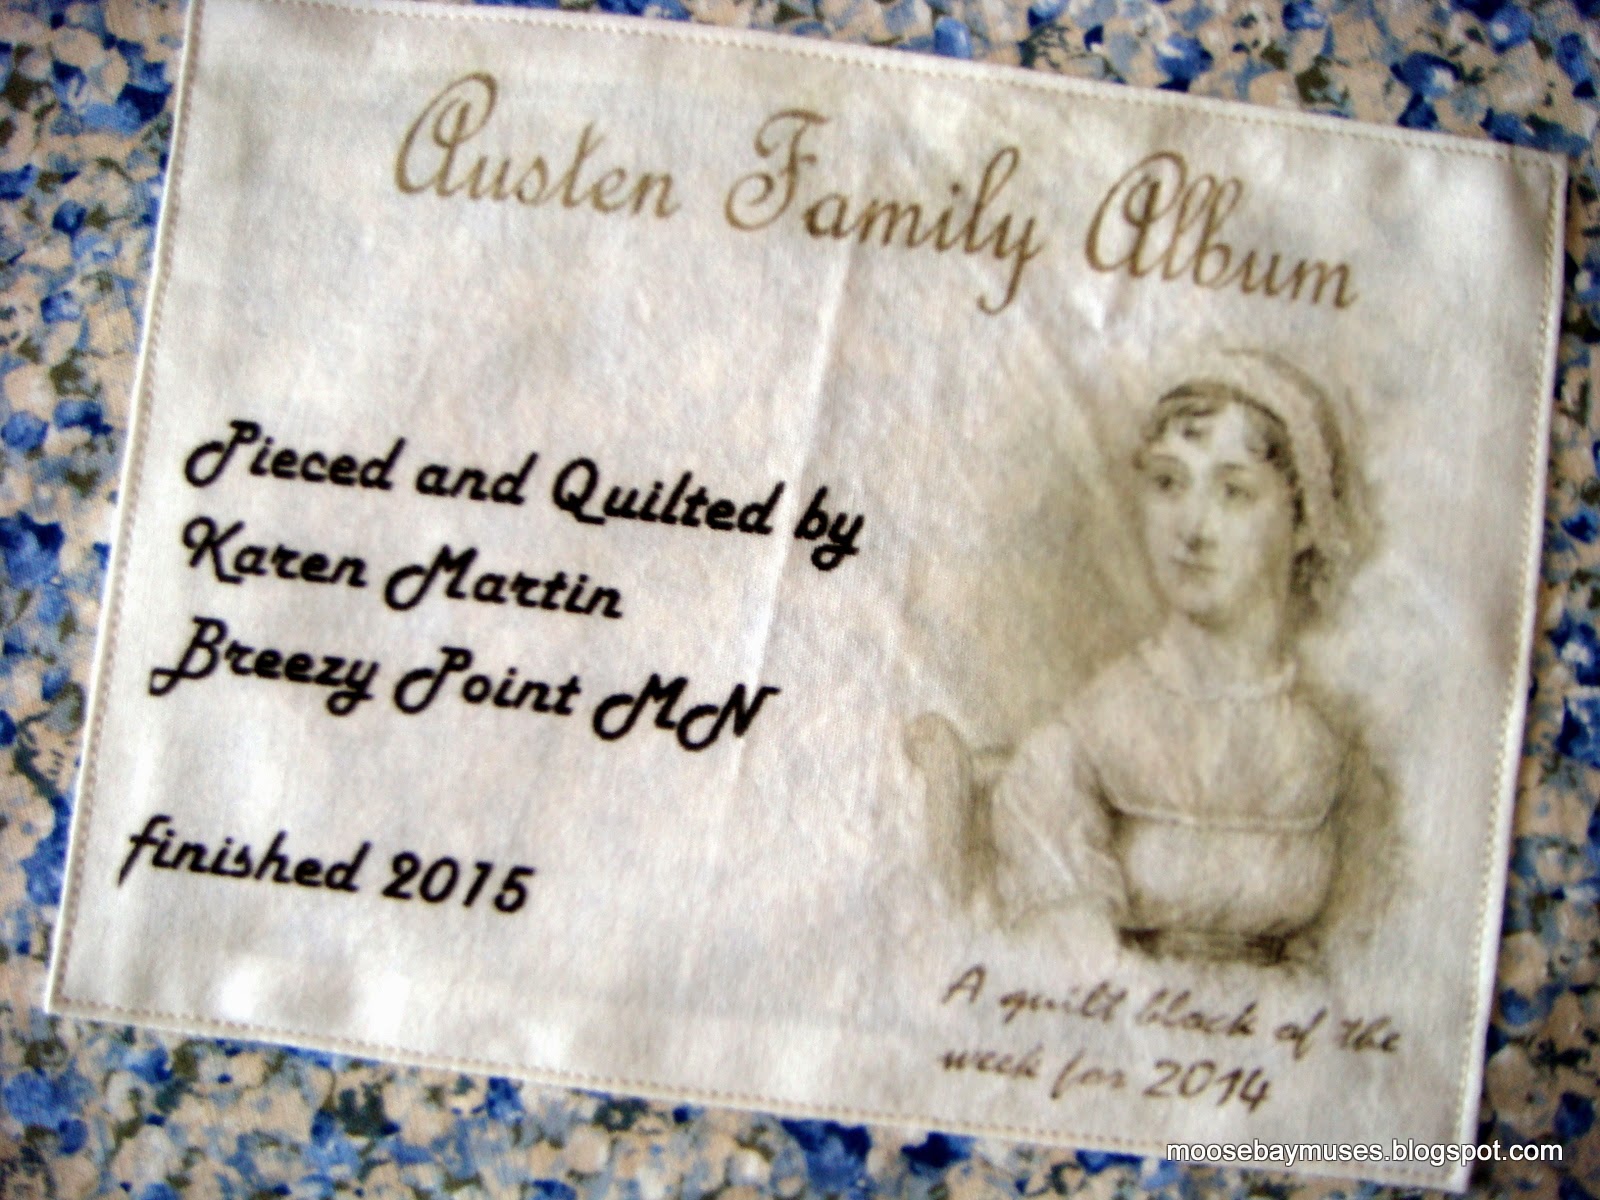 Austen Family Album
Pieced and Quilted by
Karen Martin
Breezy Point MN
finished 2015
A quilt block of the
week for 2014
moosebaymuses.blogspot.com